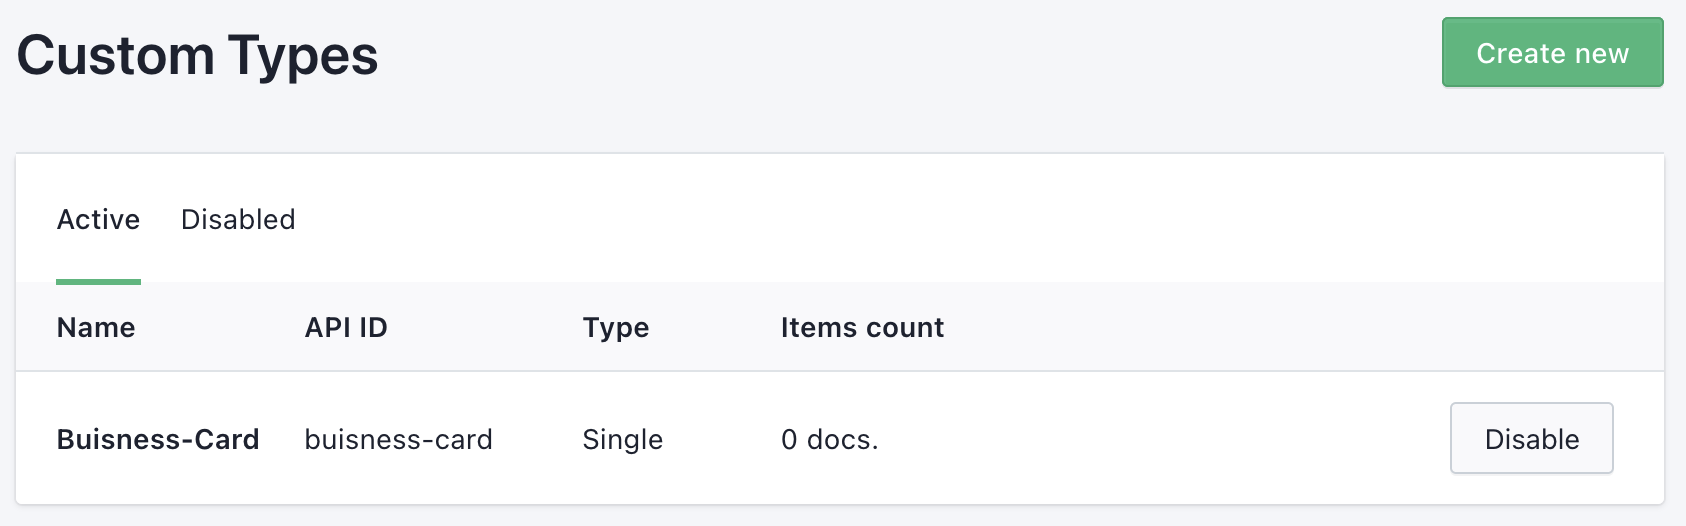 Custom Types
Create new
Active Disabled
Name API ID Type Items count
Buisness-Card buisness-card Single 0 docs. Disable